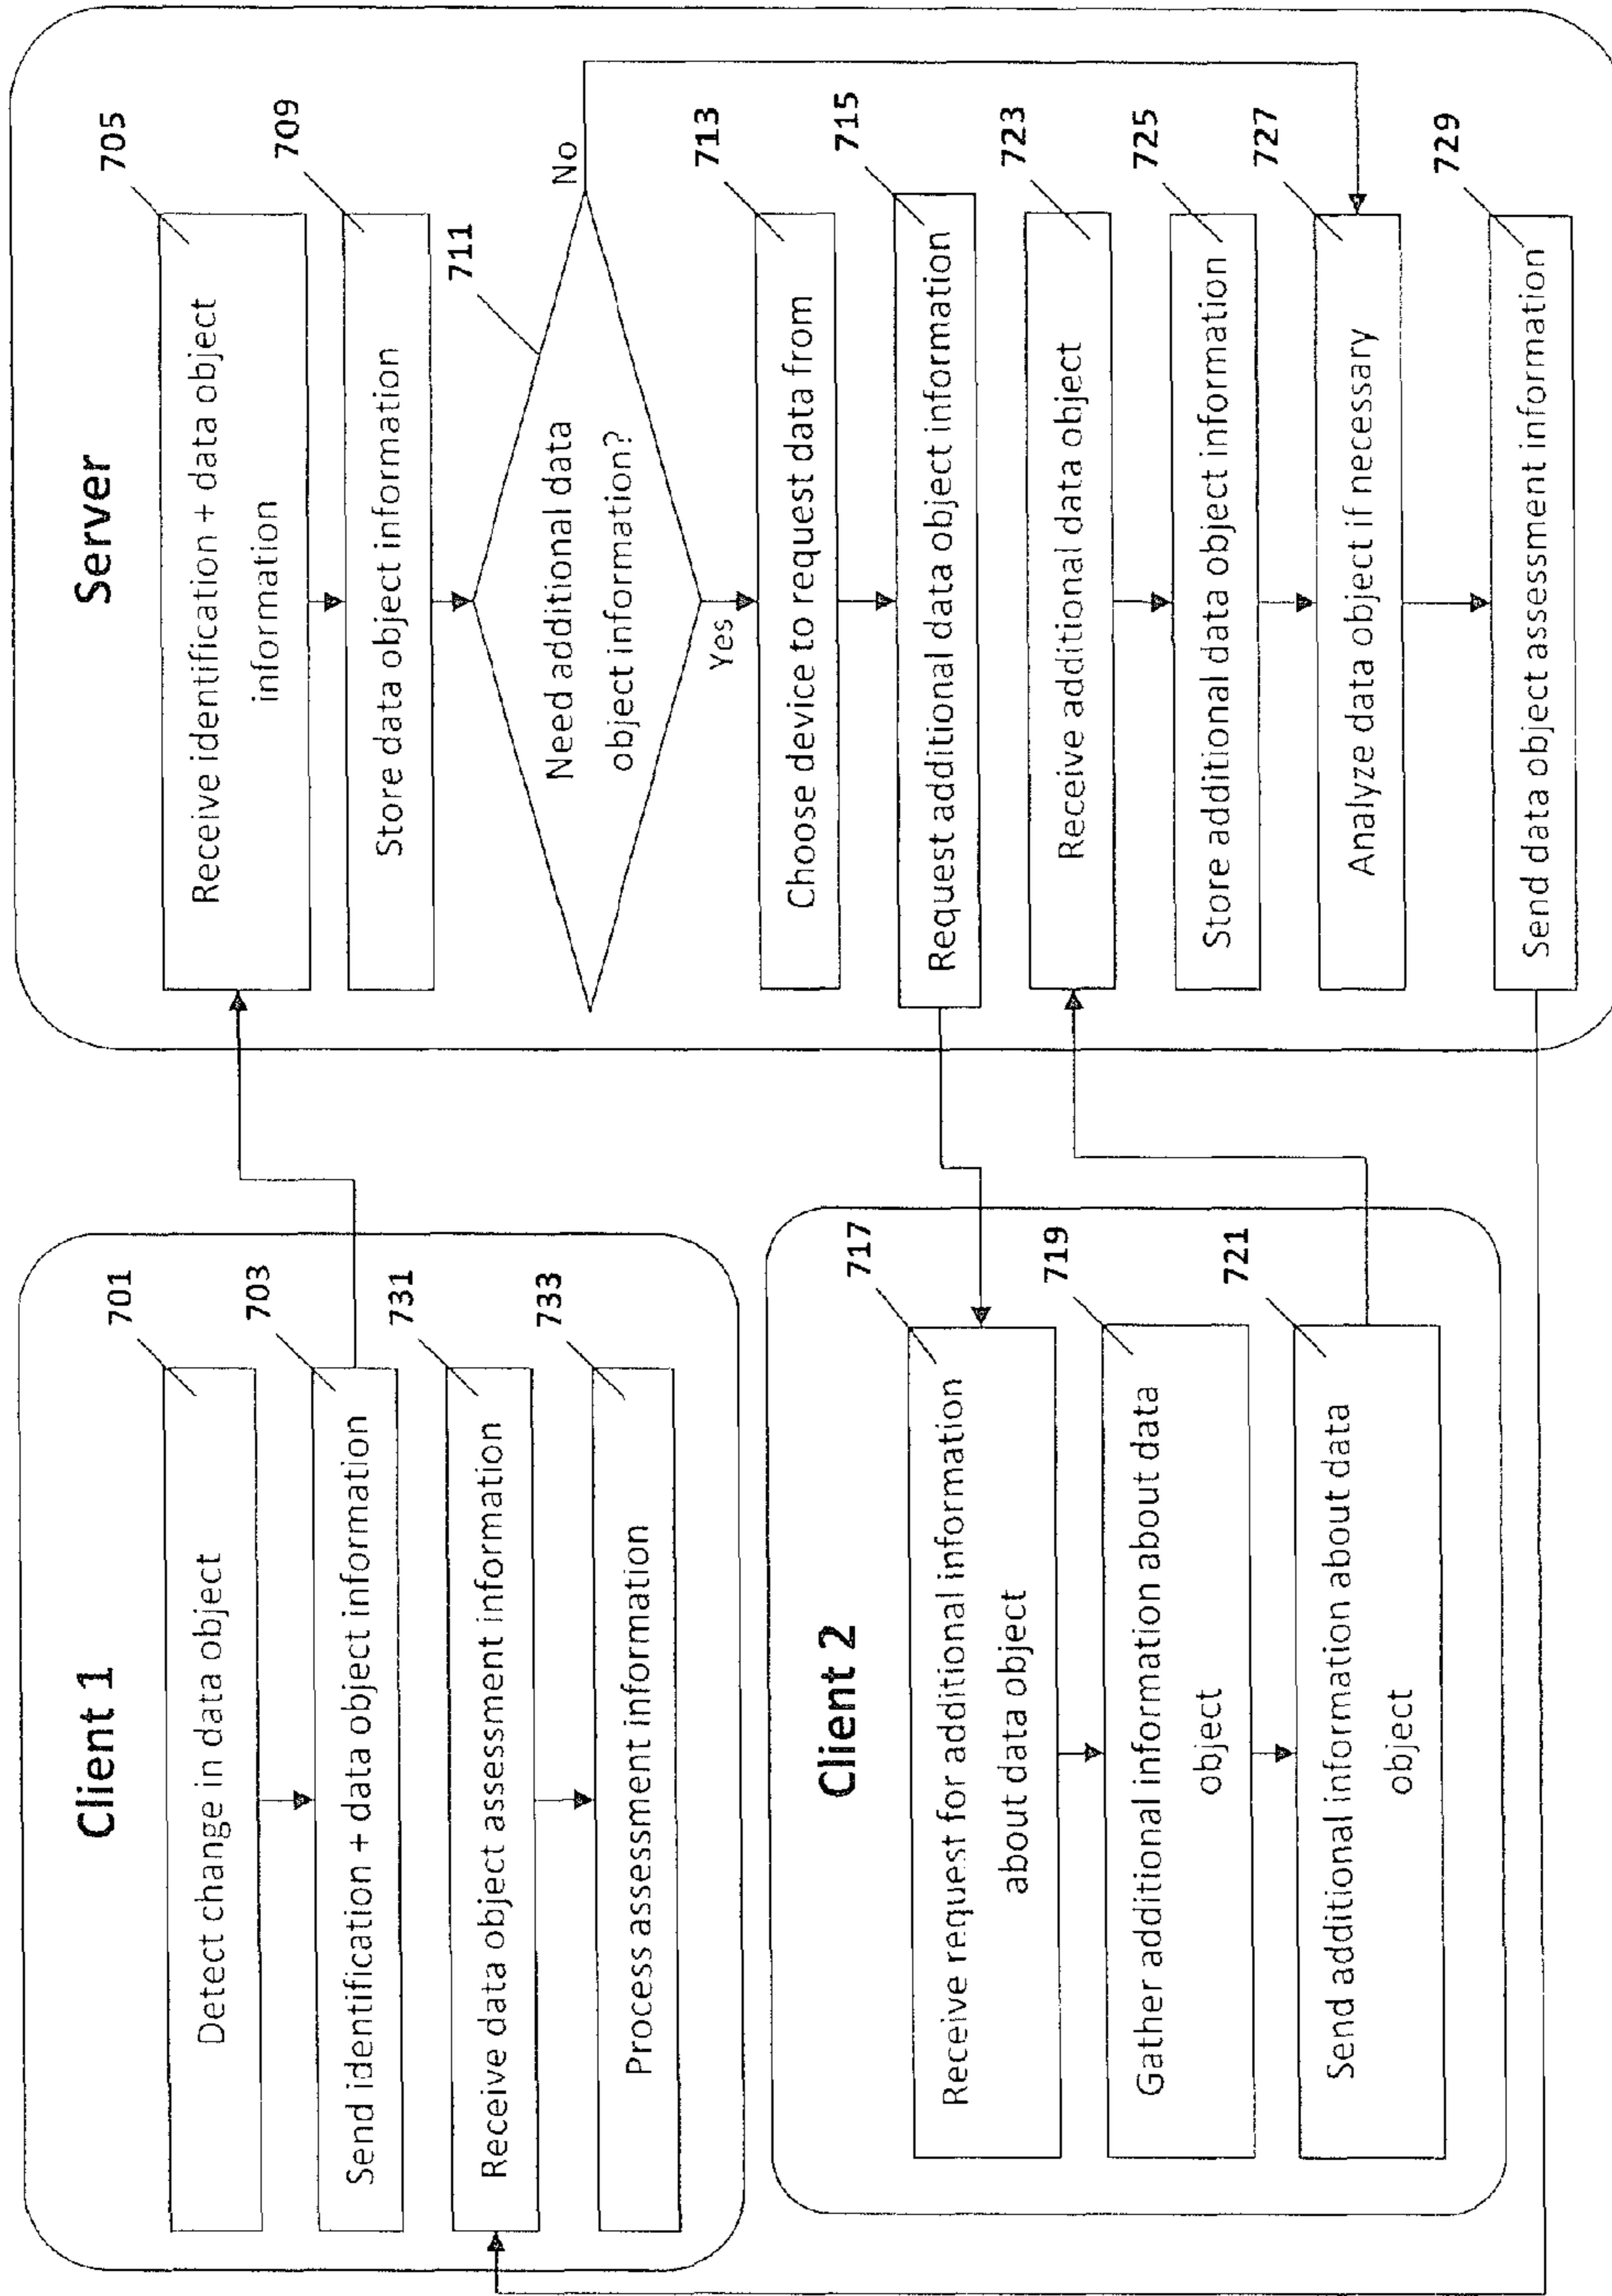 Client 1
701
Detect change in data object
703
Send identification + data object information
731
Receive data object assessment information
733
Process assessment information
Client 2
717
Receive request for additional information
about data object
719
Gather additional information about data
object
721
Send additional information about data
object
Server
705
Receive identification + data object
information
709
Store data object information
711
Need additional data
object information?
No
Yes
713
Choose device to request data from
715
Request additional data object information
723
Receive additional data object
725
Store additional data object information
727
Analyze data object if necessary
729
Send data object assessment information